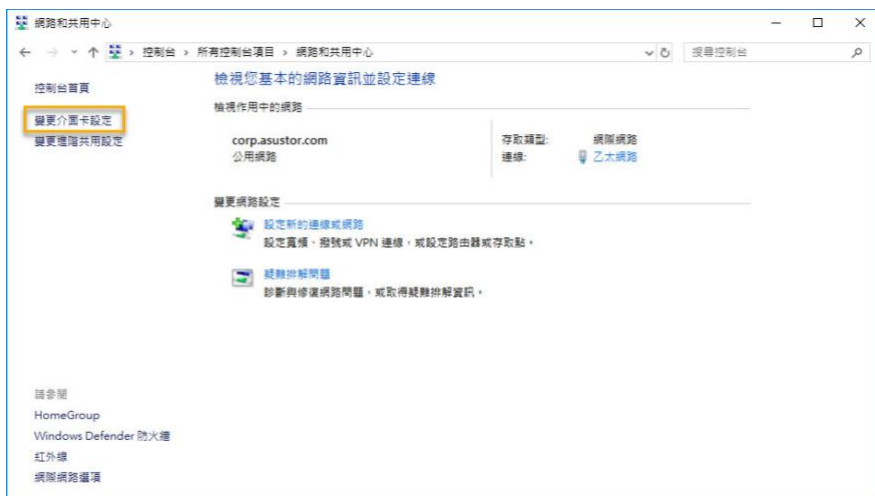 網路和共用中心
控制台 > 所有控制台項目 > 網路和共用中心
搜尋控制台
控制台首頁
變更介面卡設定
變更進階共用設定
檢視您基本的網路資訊並設定連線
檢視作用中的網路
corp.asustor.com
公用網路
存取類型: 網際網路
連線: 乙太網路
變更網路設定
設定新的連線或網路
設定寬頻、撥號或 VPN 連線，或設定路由器或存取點。
疑難排解問題
診斷與修復網路問題，或取得疑難排解資訊。
請參閱
HomeGroup
Windows Defender 防火牆
紅外線
網際網路選項